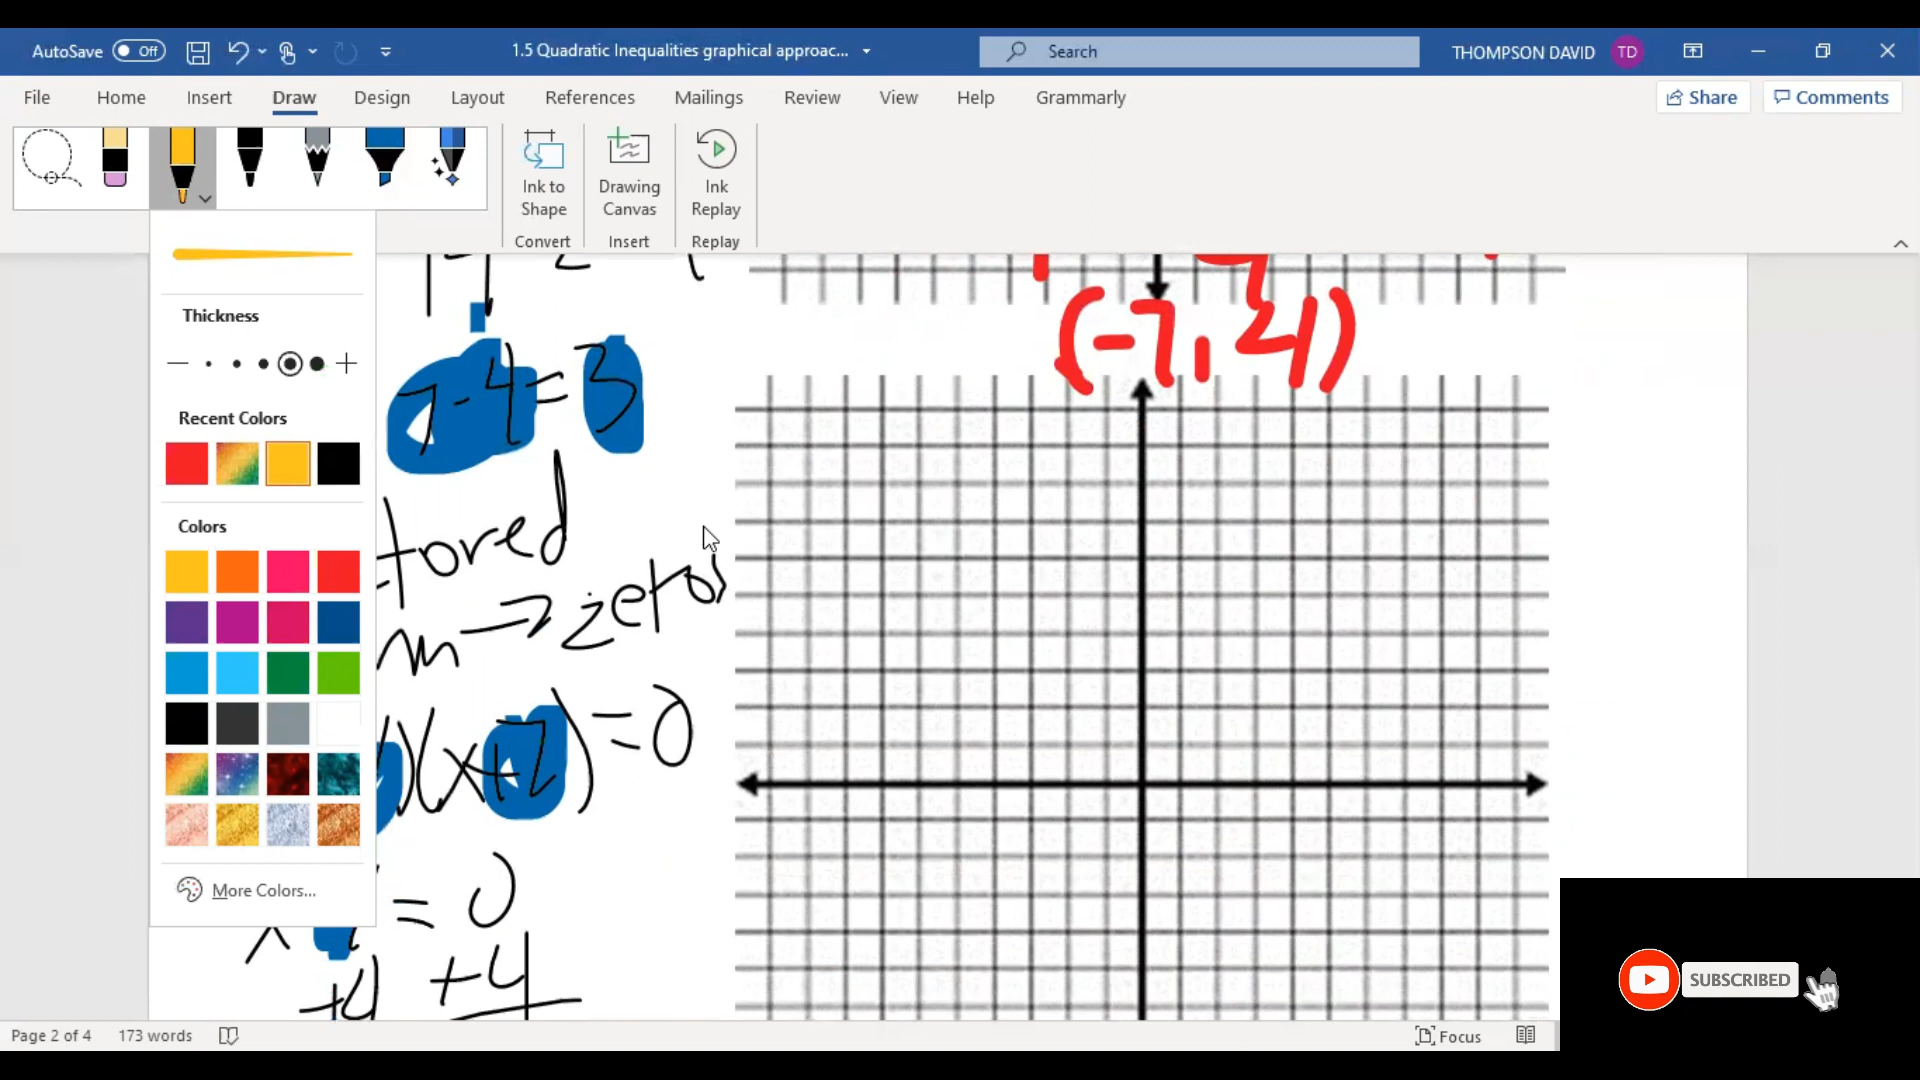 AutoSave Off
1.5 Quadratic Inequalities graphical approac...
Search
THOMPSON DAVID TD
File Home Insert Draw Design Layout References Mailings Review View Help Grammarly
Share Comments
Ink to Shape
Drawing Canvas
Ink Replay
Convert Insert Replay
Thickness
Recent Colors
Colors
More Colors...
(-7, 4)
7-4=3
tored
m → zeros
)(x+7)=0
= 0
+4 +4
SUBSCRIBED
Page 2 of 4 173 words
Focus